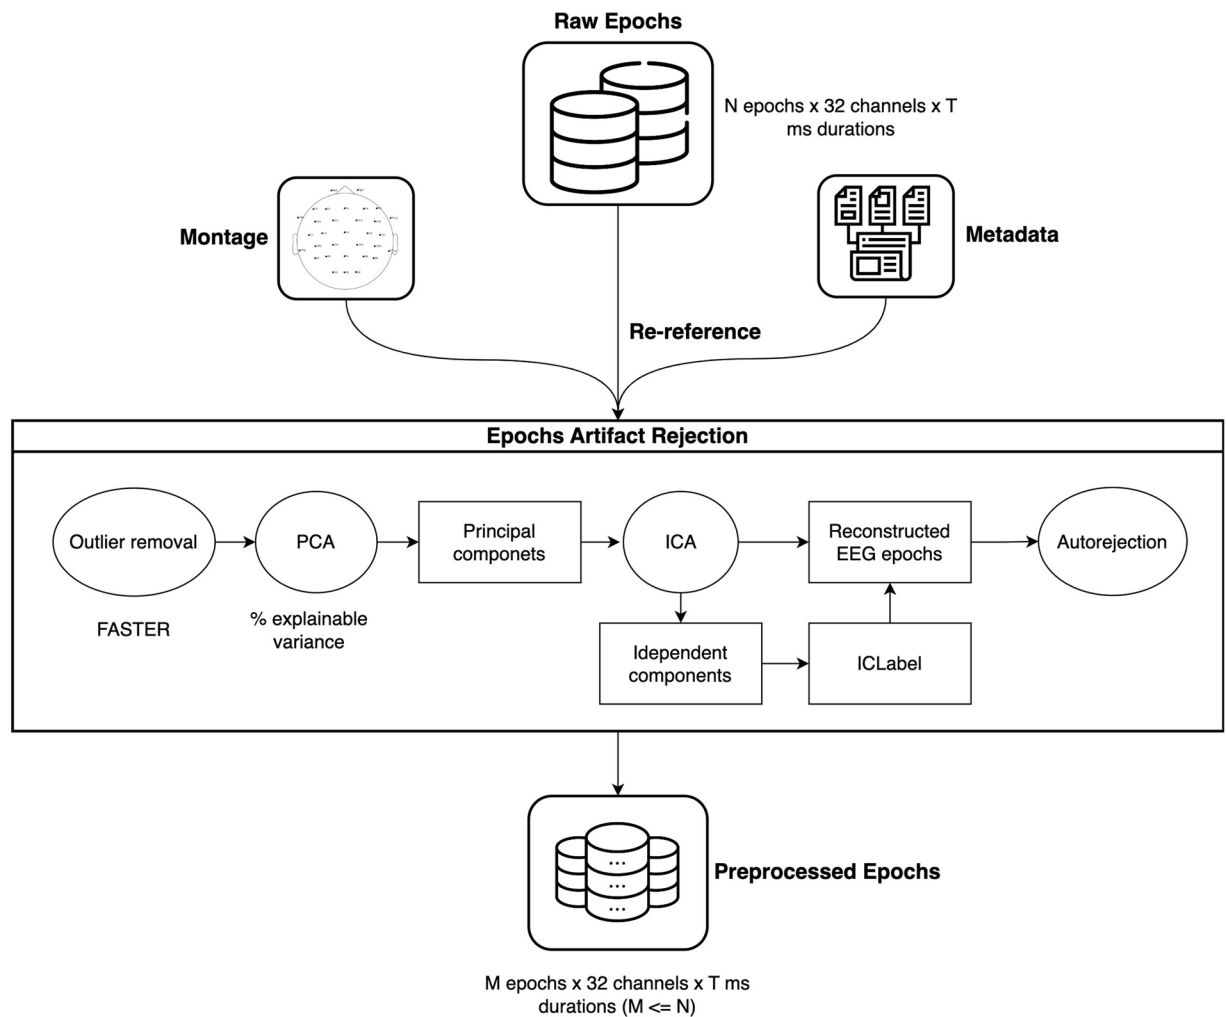 Raw Epochs
N epochs x 32 channels x T
ms durations
Montage
Metadata
Re-reference
Epochs Artifact Rejection
Outlier removal
PCA
Principal
componets
ICA
Reconstructed
EEG epochs
Autorejection
FASTER
% explainable
variance
Idependent
components
ICLabel
Preprocessed Epochs
M epochs x 32 channels x T ms
durations (M <= N)